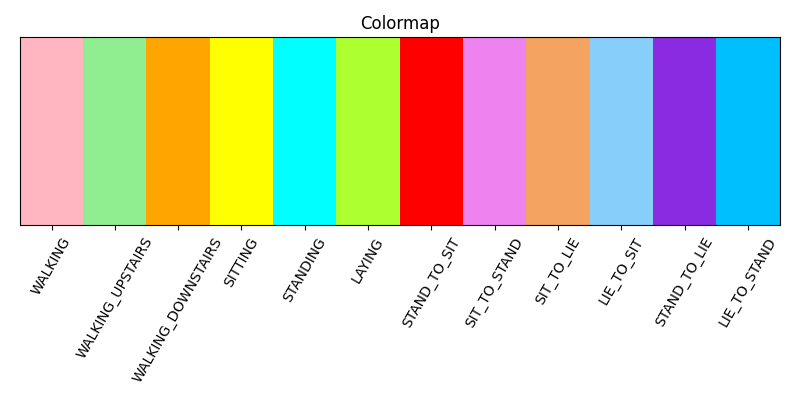 Colormap
WALKING
WALKING_UPSTAIRS
WALKING_DOWNSTAIRS
SITTING
STANDING
LAYING
STAND_TO_SIT
SIT_TO_STAND
SIT_TO_LIE
LIE_TO_SIT
STAND_TO_LIE
LIE_TO_STAND